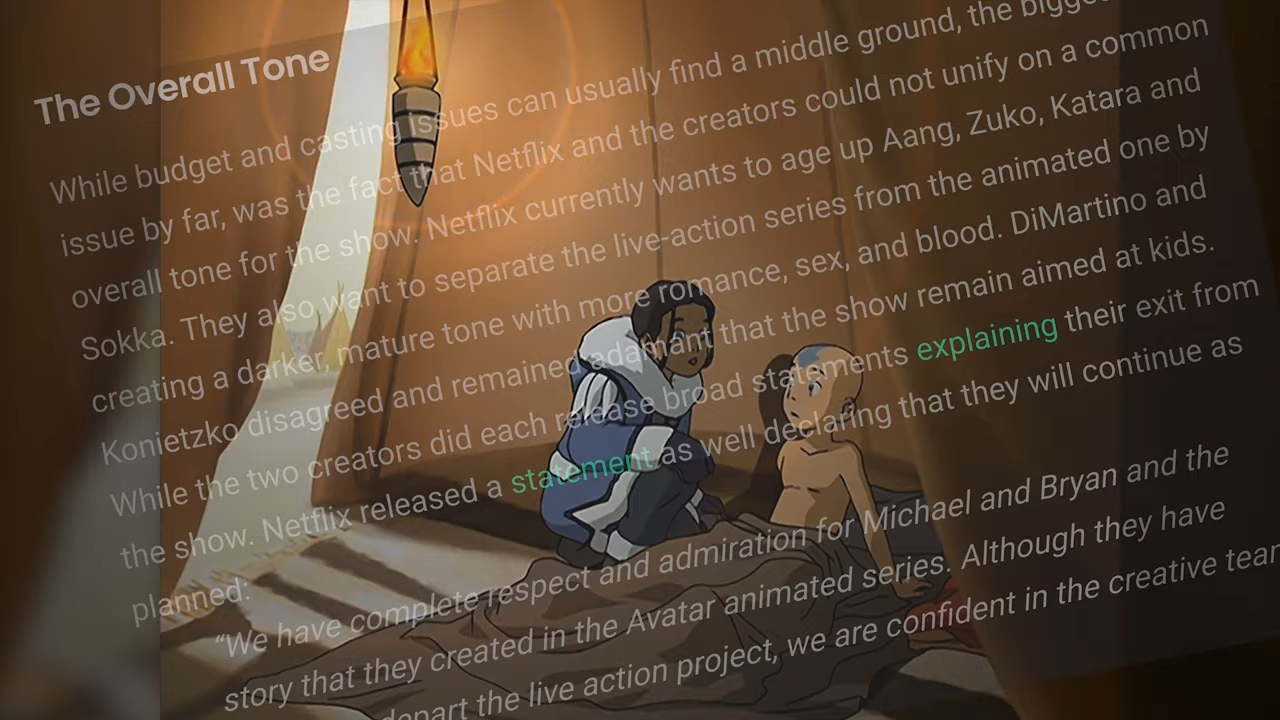 The Overall Tone
While budget and casting issues can usually find a middle ground, the
issue by far, was the fact that Netflix and the creators could not unify on a common
overall tone for the show. Netflix currently wants to age up Aang, Zuko, Katara and
Sokka. They also want to separate the live-action series from the animated one by
creating a darker, mature tone with more romance, sex, and blood. DiMartino and
Konietzko disagreed and remained adamant that the show remain aimed at kids.
While the two creators did each release broad statements explaining their exit from
the show. Netflix released a statement as well declaring that they will continue as
planned:
“We have complete respect and admiration for Michael and Bryan and the
story that they created in the Avatar animated series. Although they have
depart the live action project, we are confident in the creative